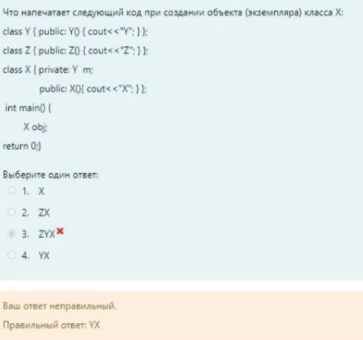 Что напечатает следующий код при создании объекта (экземпляра) класса X:
class Y { public: Y() { cout<<"Y"; } };
class Z { public: Z() { cout<<"Z"; } };
class X { private: Y m;
public: X(){ cout<<"X"; } };
int main() {
X obj;
return 0;}
Выберите один ответ:
1. X
2. ZX
3. ZYX
4. YX
Ваш ответ неправильный.
Правильный ответ: YX